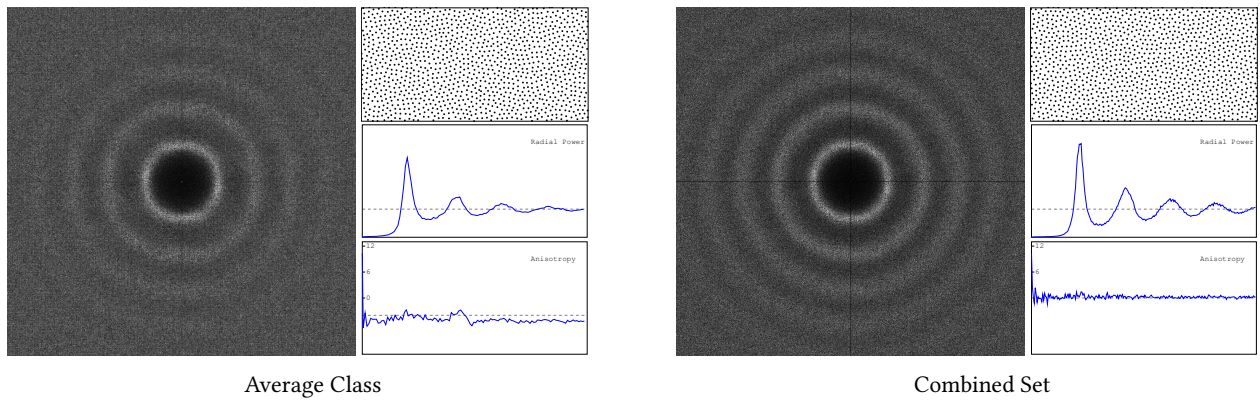 Radial Power
12
Anisotropy
6
0
Average Class
Radial Power
12
Anisotropy
6
Combined Set